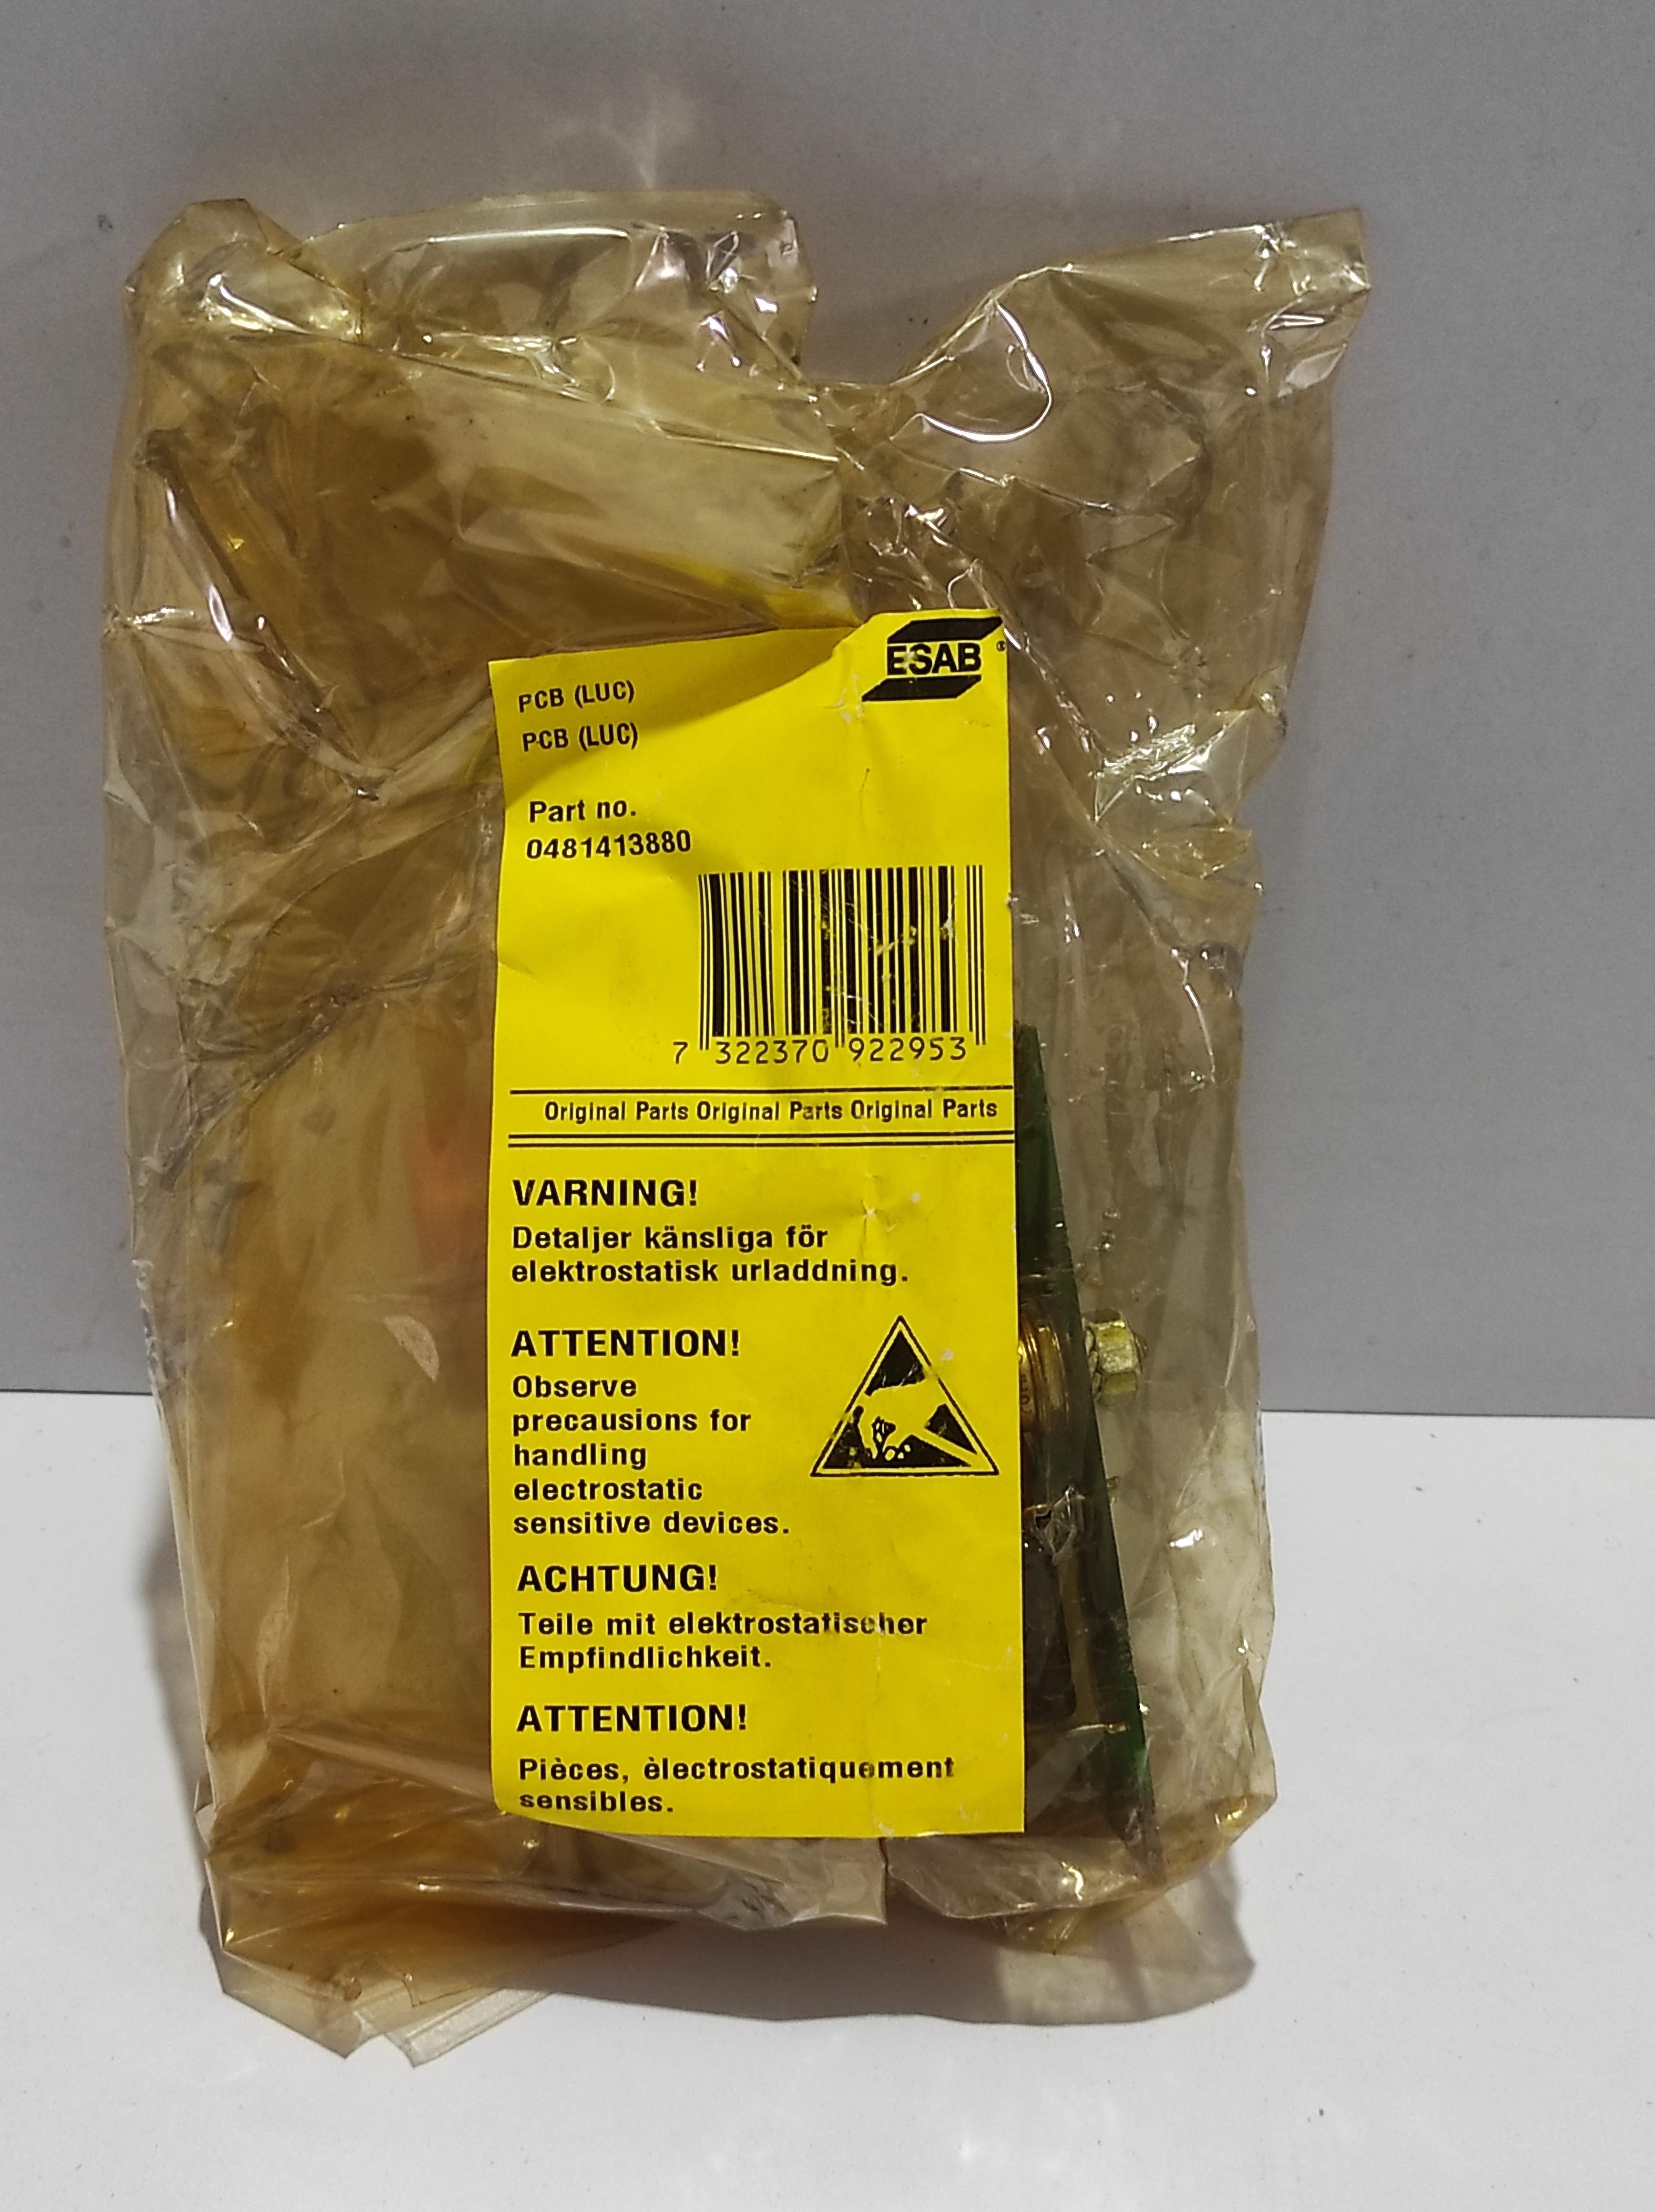 ESAB®
PCB (LUC)
PCB (LUC)
Part no.
0481413880
7 322370 922953
Original Parts Original Parts Original Parts
VARNING!
Detaljer känsliga för
elektrostatisk urladdning.
ATTENTION!
Observe
precausions for
handling
electrostatic
sensitive devices.
ACHTUNG!
Teile mit elektrostatischer
Empfindlichkeit.
ATTENTION!
Pièces, èlectrostatiquement
sensibles.